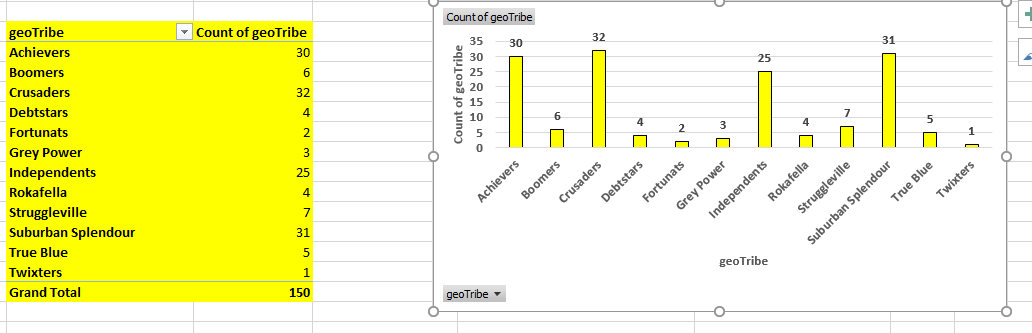 geoTribe Count of geoTribe
Achievers 30
Boomers 6
Crusaders 32
Debtstars 4
Fortunats 2
Grey Power 3
Independents 25
Rokafella 4
Struggleville 7
Suburban Splendour 31
True Blue 5
Twixters 1
Grand Total 150
Count of geoTribe
Count of geoTribe
35
30
25
20
15
10
5
0
30
6
32
4
2
3
25
4
7
31
5
1
Achievers
Boomers
Crusaders
Debtstars
Fortunats
Grey Power
Independents
Rokafella
Struggleville
Suburban Splendour
True Blue
Twixters
geoTribe
geoTribe